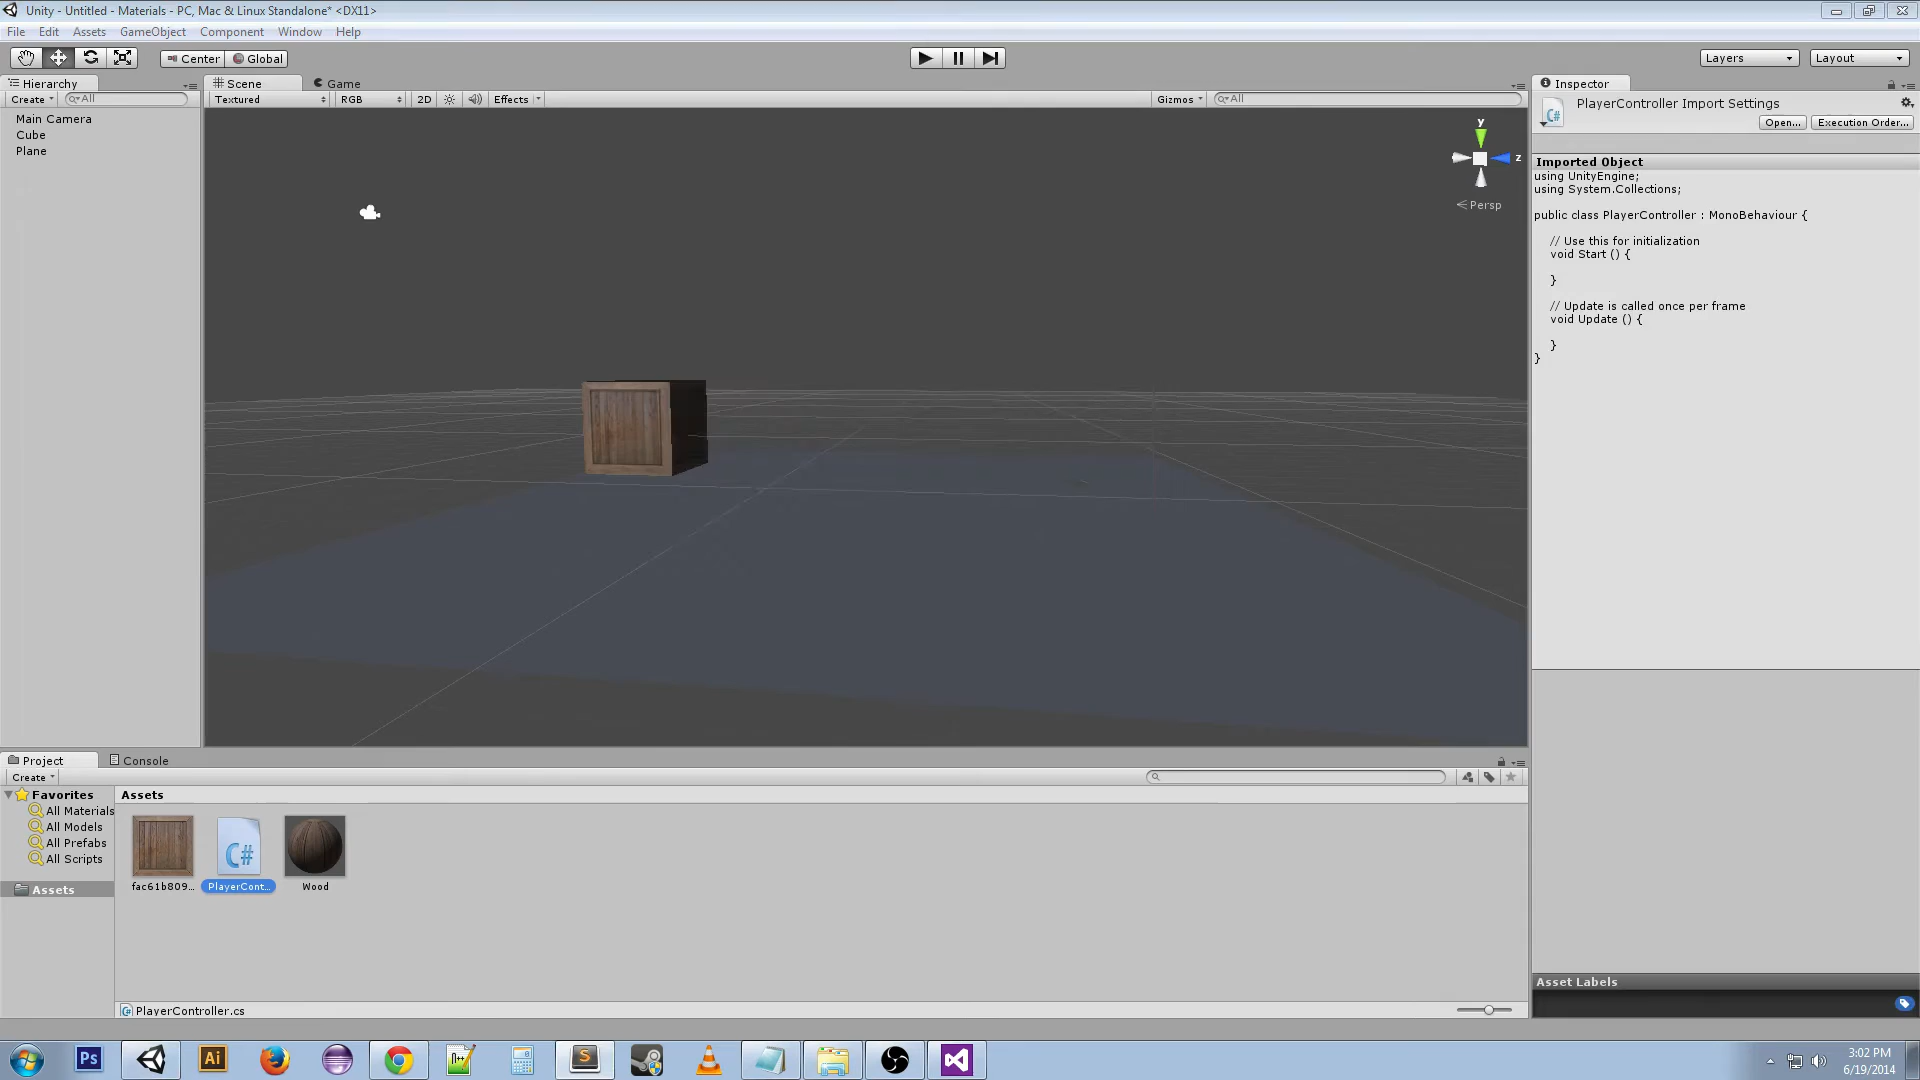 Unity - Untitled - Materials - PC, Mac & Linux Standalone* <DX11>
File Edit Assets GameObject Component Window Help
Center Global
Layers Layout
Hierarchy
Create All
Main Camera
Cube
Plane
Scene Game
Textured RGB 2D Effects Gizmos All
y
z
Persp
Inspector
PlayerController Import Settings
C#
Open... Execution Order...
Imported Object
using UnityEngine;
using System.Collections;
public class PlayerController : MonoBehaviour {
// Use this for initialization
void Start () {
}
// Update is called once per frame
void Update () {
}
}
Asset Labels
Project Console
Create
Favorites
All Materials
All Models
All Prefabs
All Scripts
Assets
Assets
C#
fac61b809... PlayerCont... Wood
PlayerController.cs
Ps Ai n++ S
3:02 PM
6/19/2014